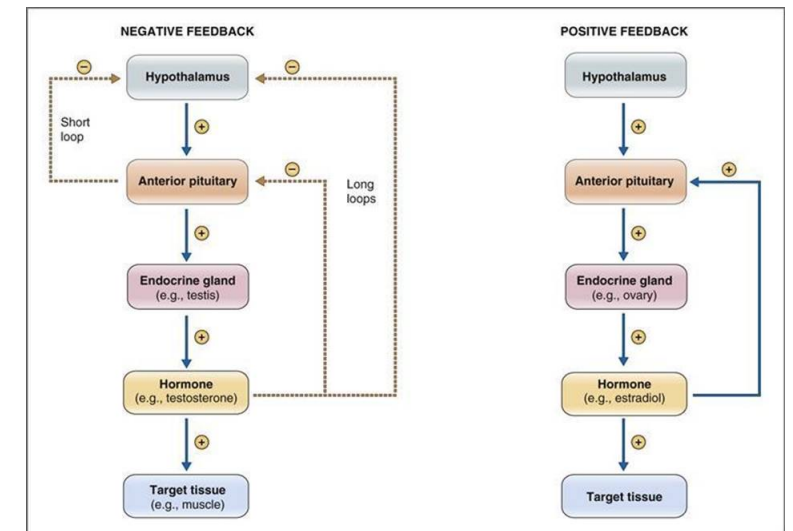 NEGATIVE FEEDBACK
−
−
Hypothalamus
Short
loop
+
−
Anterior pituitary
Long
loops
+
Endocrine gland
(e.g., testis)
+
Hormone
(e.g., testosterone)
+
Target tissue
(e.g., muscle)
POSITIVE FEEDBACK
Hypothalamus
+
+
Anterior pituitary
+
Endocrine gland
(e.g., ovary)
+
Hormone
(e.g., estradiol)
+
Target tissue